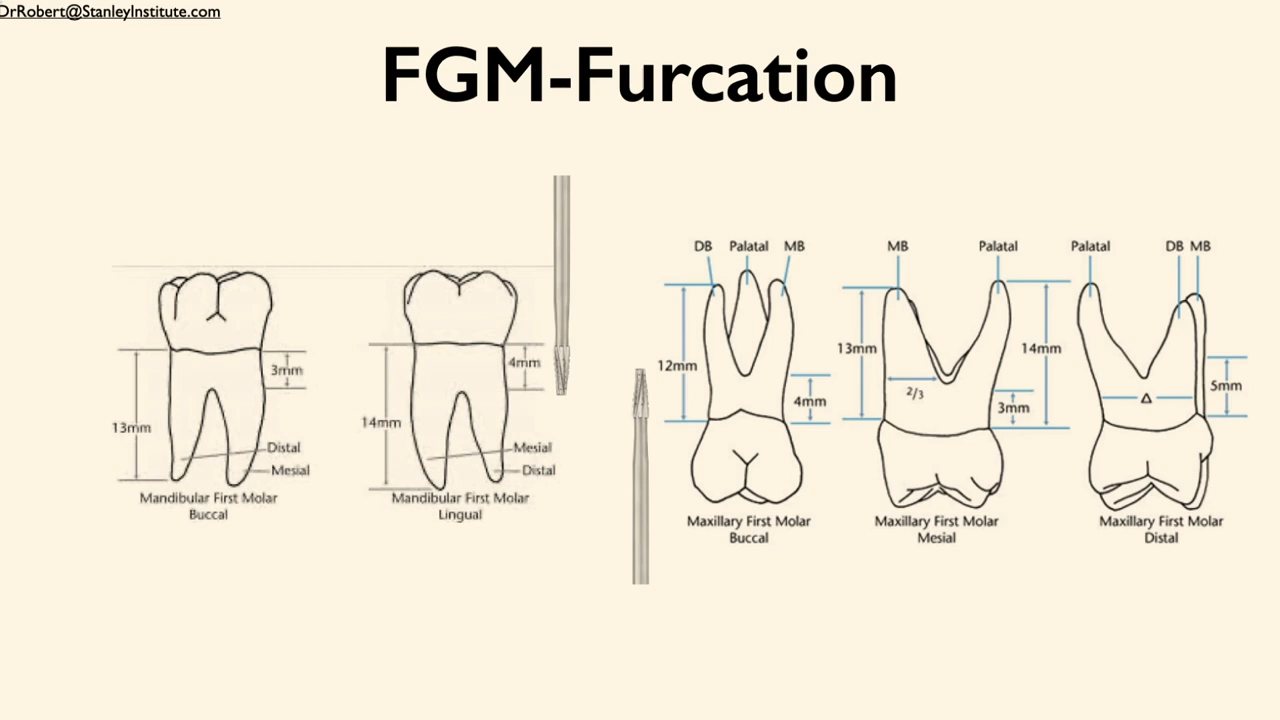 DrRobert@StanleyInstitute.com
FGM-Furcation
3mm
13mm
Distal
Mesial
Mandibular First Molar
Buccal
4mm
14mm
Mesial
Distal
Mandibular First Molar
Lingual
DB Palatal MB
12mm
4mm
Maxillary First Molar
Buccal
MB Palatal
13mm
14mm
2/3
3mm
Maxillary First Molar
Mesial
Palatal DB MB
5mm
Δ
Maxillary First Molar
Distal